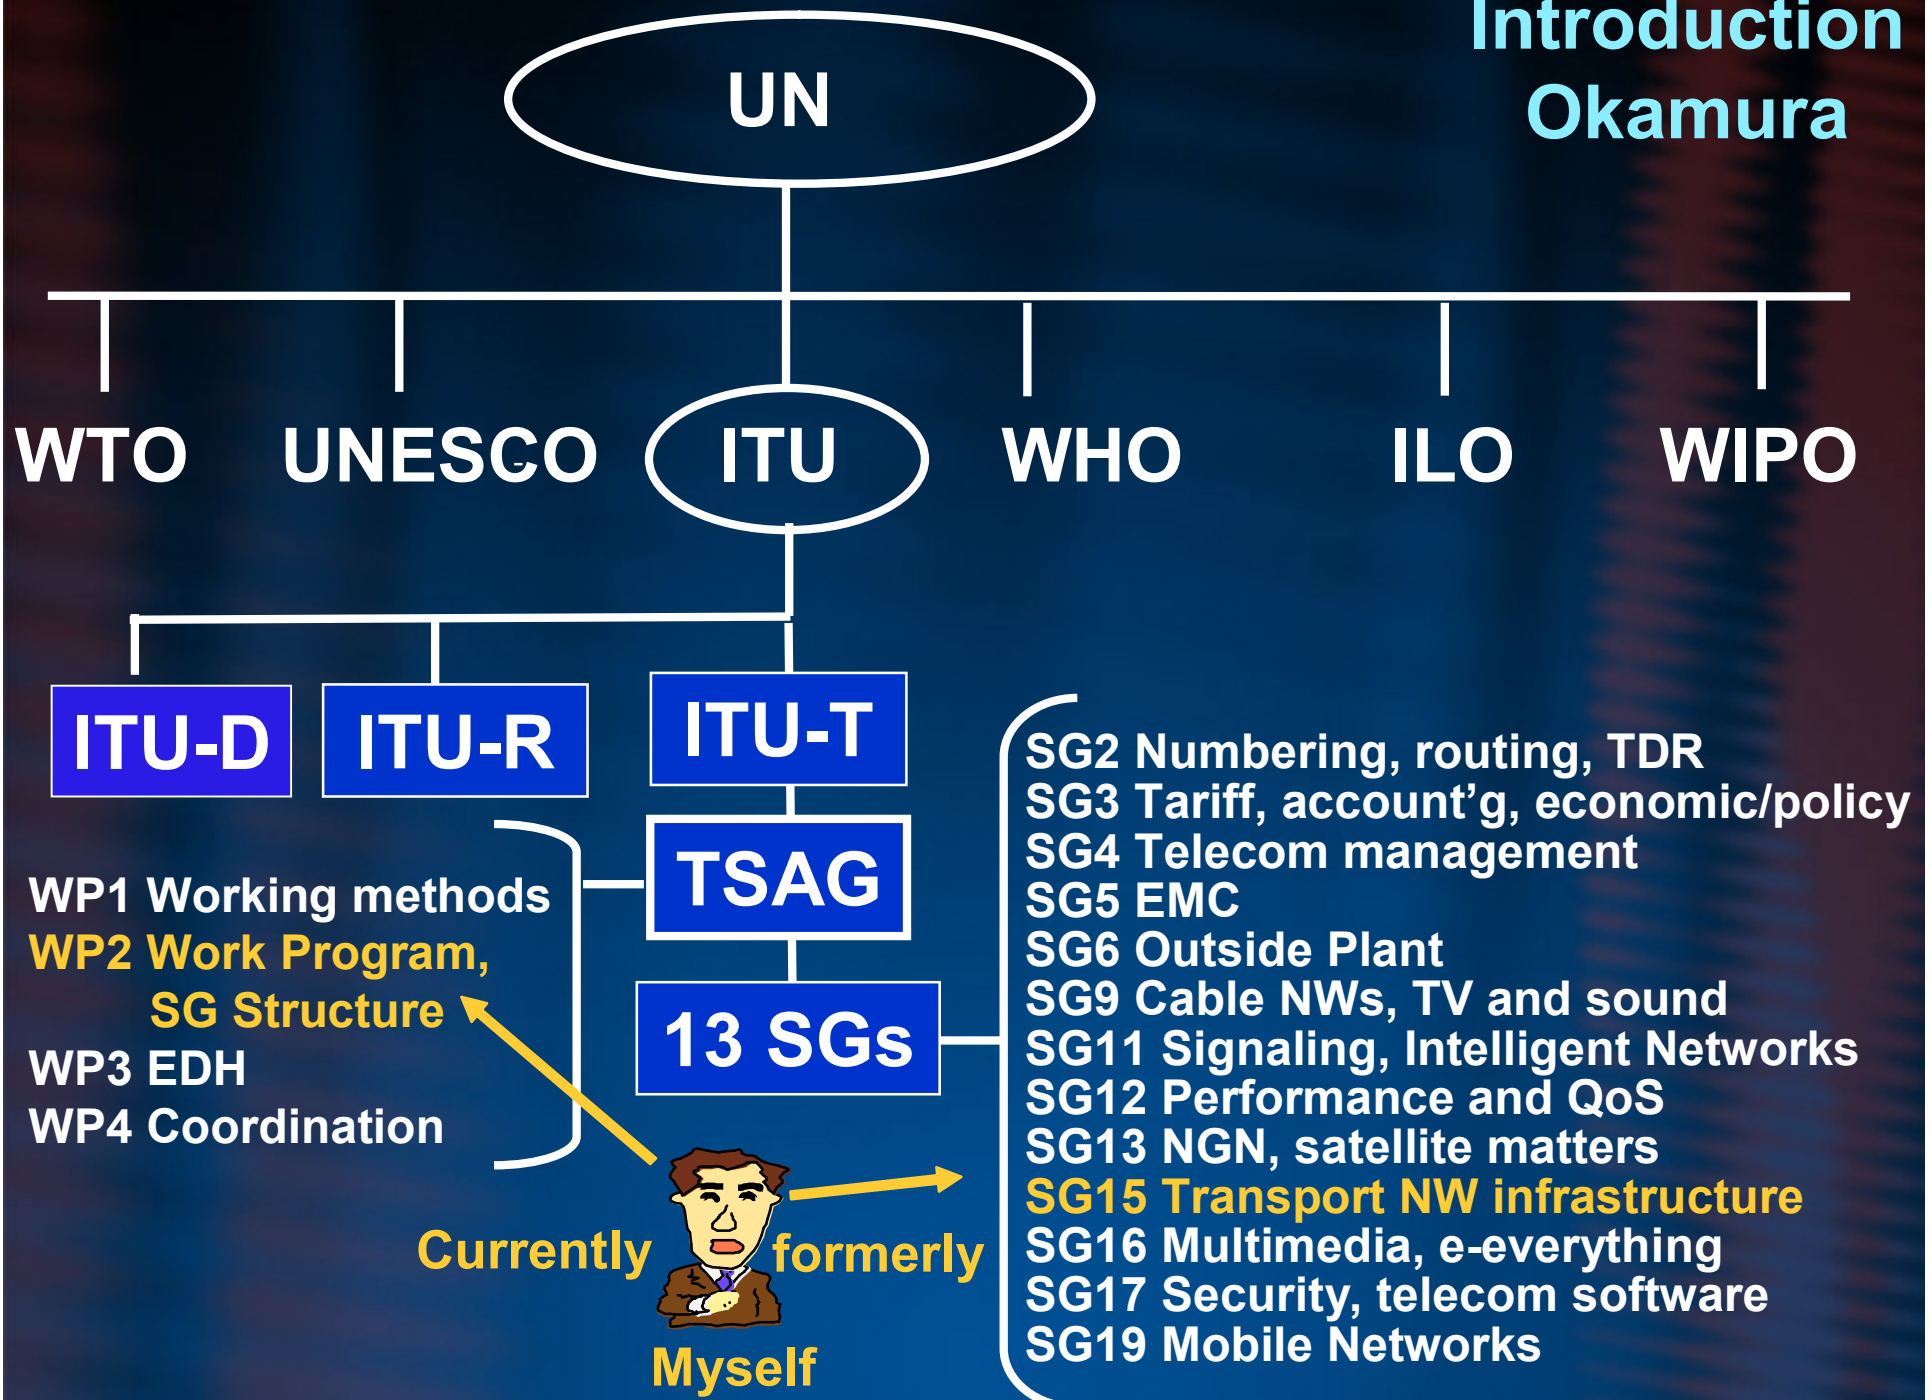 Introduction
Okamura
UN
WTO UNESCO ITU WHO ILO WIPO
ITU-D ITU-R ITU-T
TSAG
13 SGs
WP1 Working methods
WP2 Work Program,
SG Structure
WP3 EDH
WP4 Coordination
SG2 Numbering, routing, TDR
SG3 Tariff, account’g, economic/policy
SG4 Telecom management
SG5 EMC
SG6 Outside Plant
SG9 Cable NWs, TV and sound
SG11 Signaling, Intelligent Networks
SG12 Performance and QoS
SG13 NGN, satellite matters
SG15 Transport NW infrastructure
SG16 Multimedia, e-everything
SG17 Security, telecom software
SG19 Mobile Networks
Currently formerly
Myself